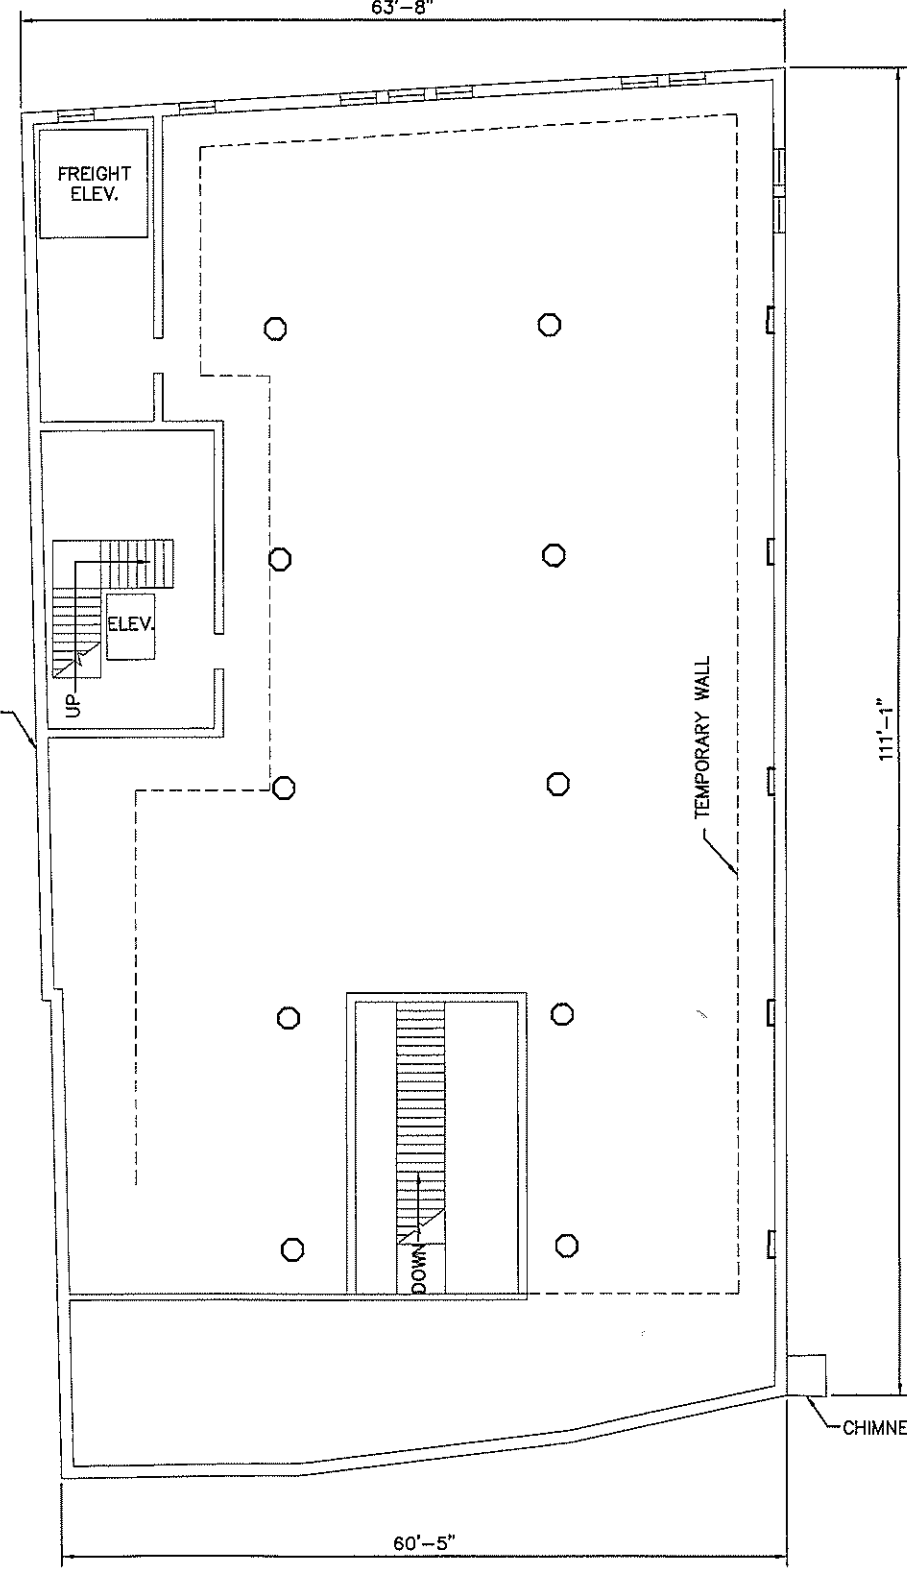 63'-8"
FREIGHT
ELEV.
ELEV.
UP
TEMPORARY WALL
111'-1"
DOWN
CHIMNE
60'-5"